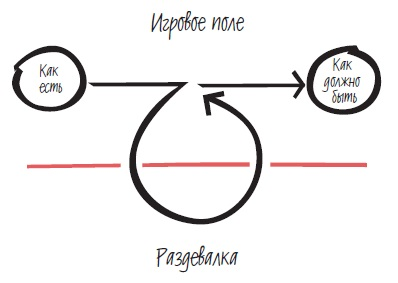 Игровое поле
Как
есть
Как
должно
быть
Раздевалка